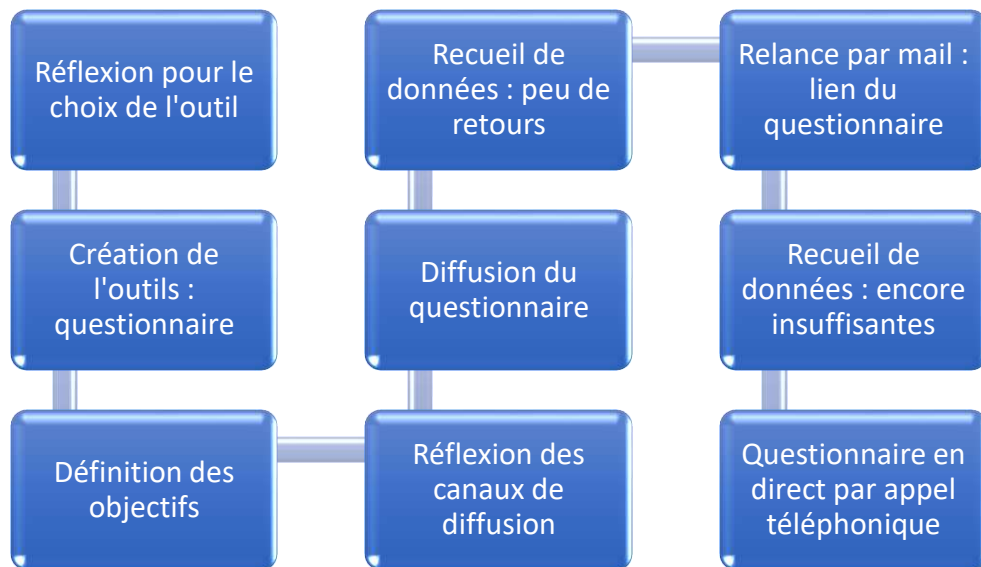 Réflexion pour le
choix de l'outil
Création de
l'outils :
questionnaire
Définition des
objectifs
Réflexion des
canaux de
diffusion
Diffusion du
questionnaire
Recueil de
données : peu de
retours
Relance par mail :
lien du
questionnaire
Recueil de
données : encore
insuffisantes
Questionnaire en
direct par appel
téléphonique